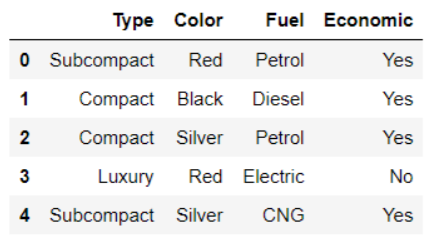 Type Color Fuel Economic
0 Subcompact Red Petrol Yes
1 Compact Black Diesel Yes
2 Compact Silver Petrol Yes
3 Luxury Red Electric No
4 Subcompact Silver CNG Yes